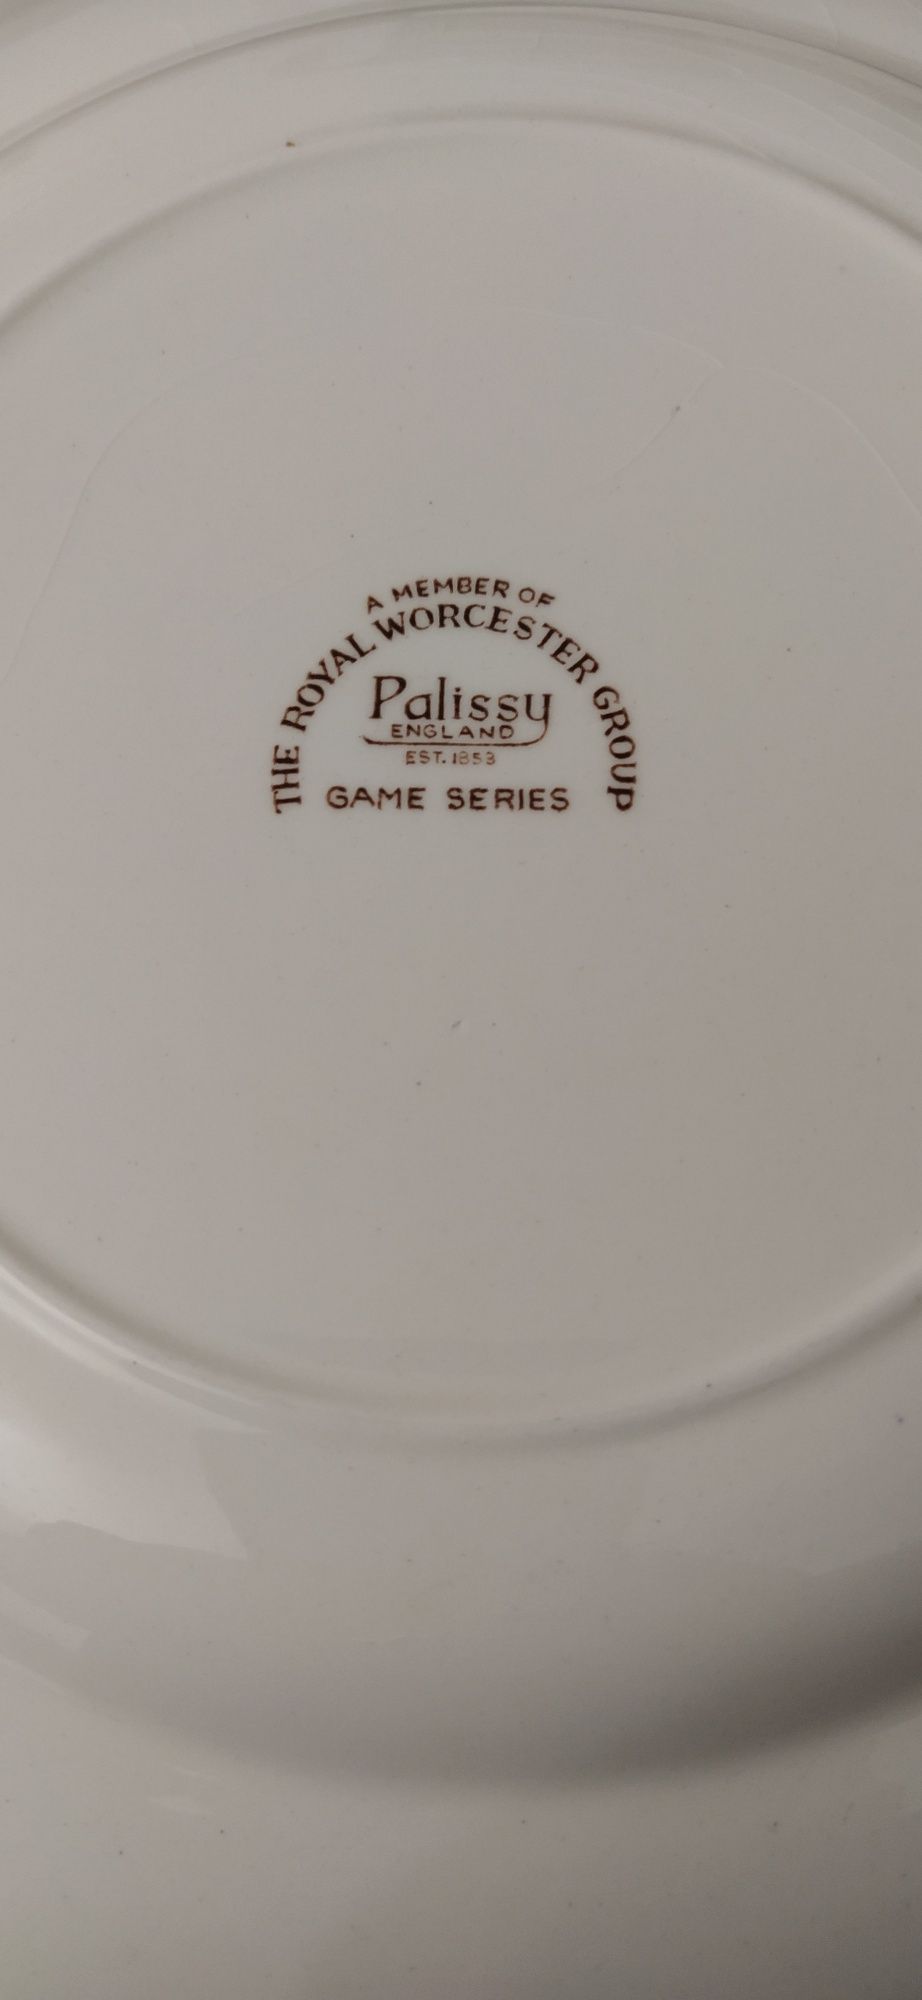 A MEMBER OF
THE ROYAL WORCESTER GROUP
Palissy
ENGLAND
EST. 1853
GAME SERIES